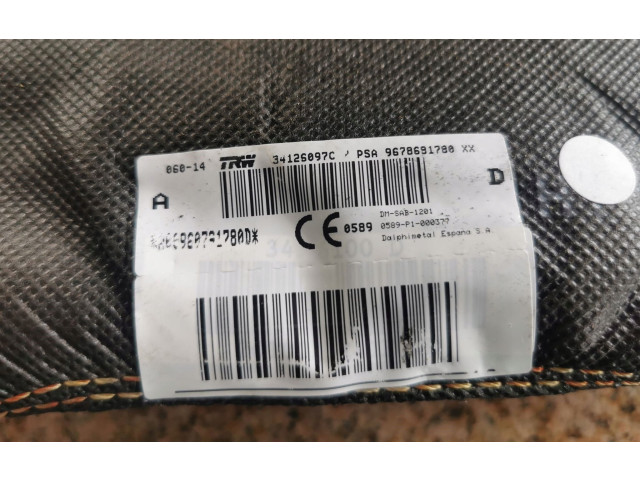 060-14 TRW 34126097C / PSA 9678691780 XX
A
D
CE 0589
DM-SAB-1201
0589-P1-000377
Dalphimetal Espana S.A.